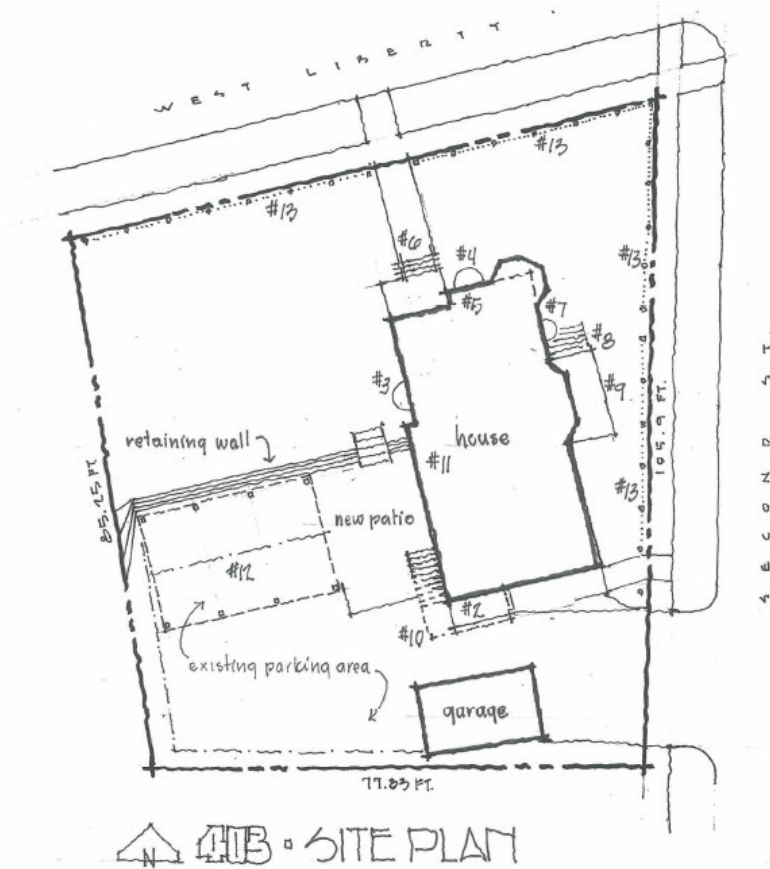 WEST LIBERTY
#13
#13
#6
#4
#5
#13
#7
#8
#3
#9
retaining wall
house
#11
105.9 FT.
SECOND ST.
85.25 FT.
#13
new patio
#12
#2
#10
existing parking area
garage
77.83 FT.
N
403 • SITE PLAN